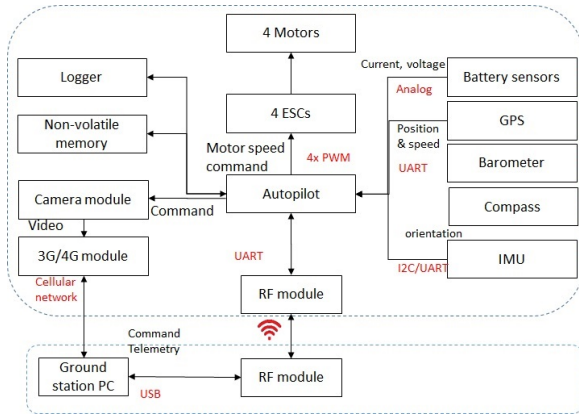 4 Motors
Current, voltage
Battery sensors
Logger
Analog
4 ESCs
GPS
Non-volatile
memory
Position
& speed
Motor speed
command
4x PWM
UART
Barometer
Camera module
Command
Autopilot
Compass
Video
3G/4G module
orientation
UART
IMU
I2C/UART
Cellular
network
RF module
Command
Telemetry
Ground
station PC
USB
RF module